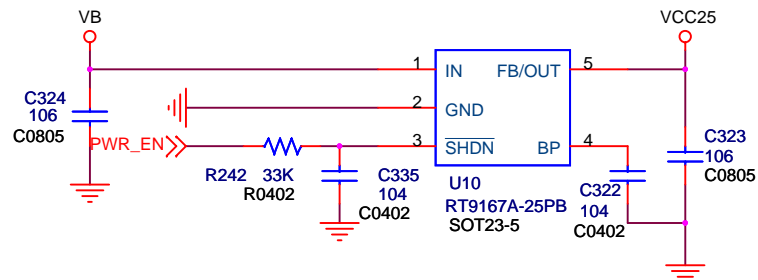 VB
VCC25
1
IN
FB/OUT
5
C324
106
C0805
2
GND
PWR_EN
3
SHDN
BP
4
C323
106
C0805
R242
33K
R0402
C335
104
C0402
U10
RT9167A-25PB
SOT23-5
C322
104
C0402